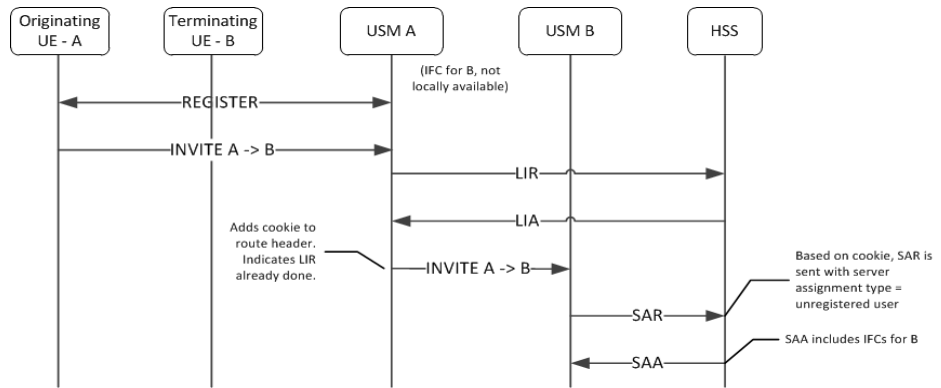 Originating
UE - A
Terminating
UE - B
USM A
USM B
HSS
(IFC for B, not
locally available)
REGISTER
INVITE A -> B
LIR
LIA
Adds cookie to
route header.
Indicates LIR
already done.
INVITE A -> B
Based on cookie, SAR is
sent with server
assignment type =
unregistered user
SAR
SAA includes IFCs for B
SAA